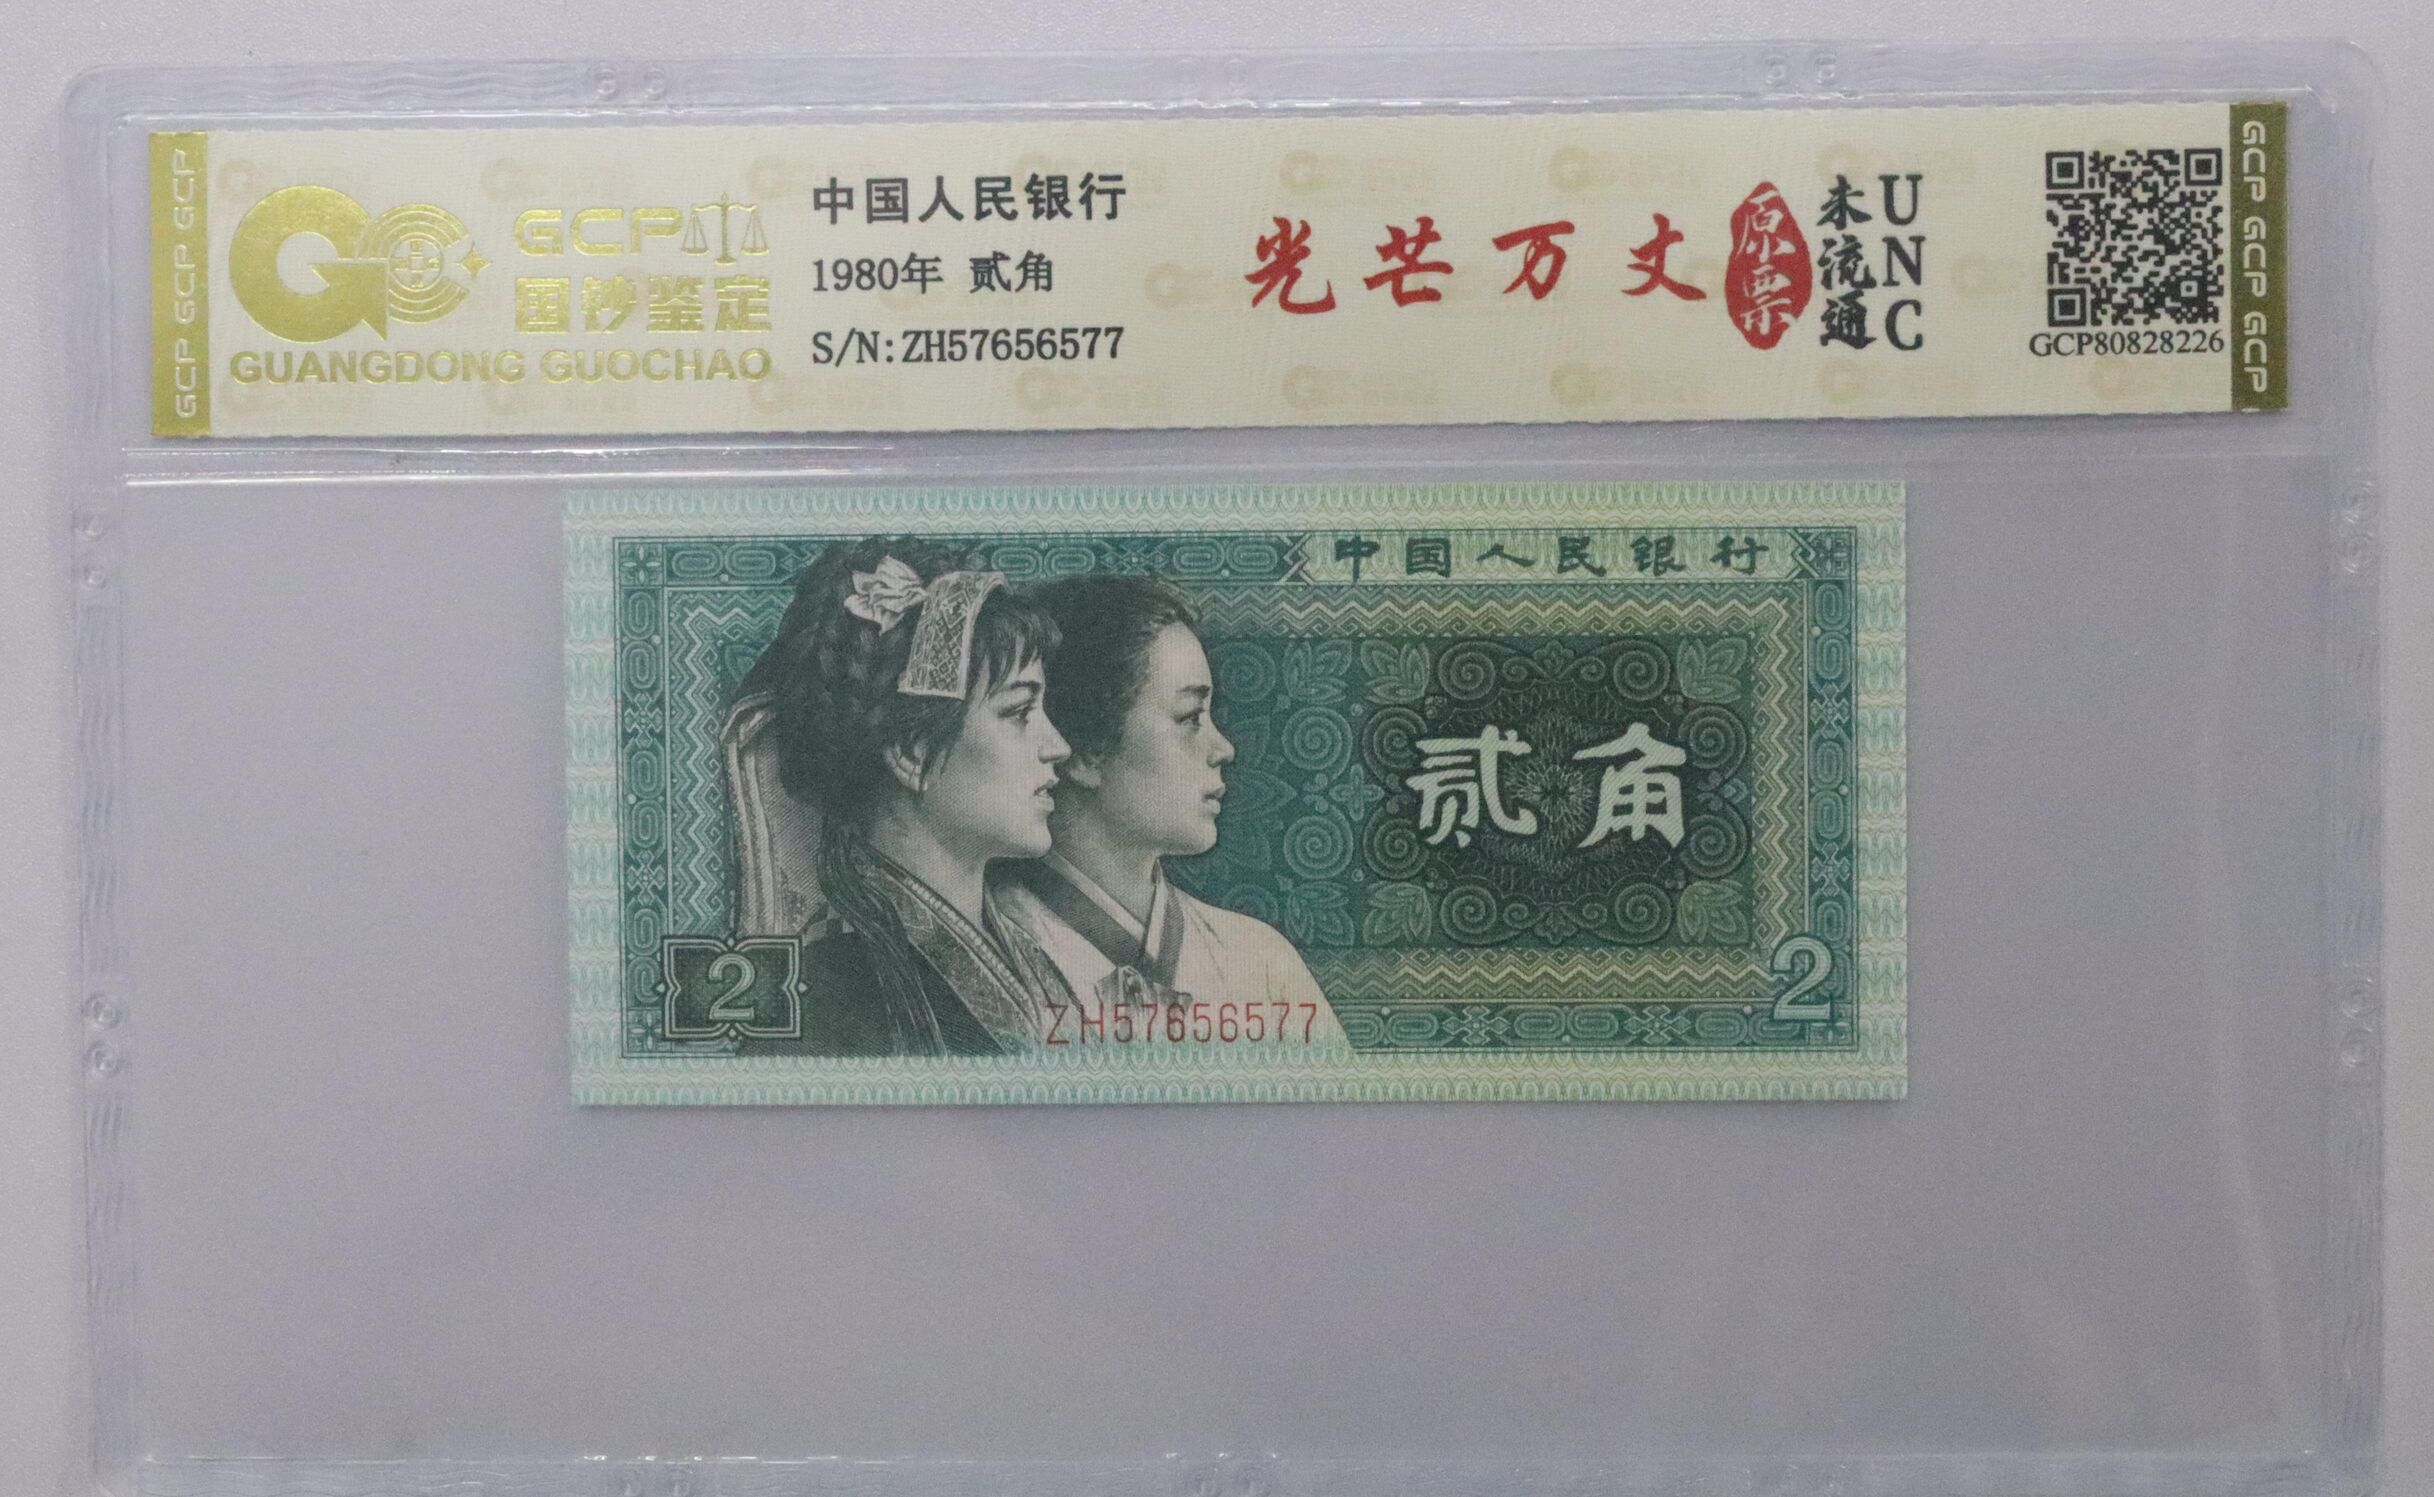 GCP GCP GCP
GCP
国钞鉴定
GUANGDONG GUOCHAO
中国人民银行
1980年 贰角
S/N:ZH57656577
光芒万丈
原票
未流通
UNC
GCP80828226
GCP GCP GCP
中国人民银行
贰角
2
2
ZH57656577